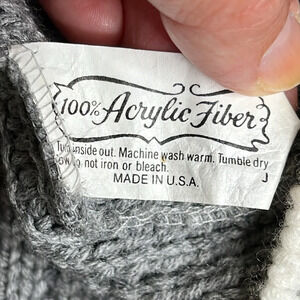 100% Acrylic Fiber
Turn inside out. Machine wash warm. Tumble dry
low. Do not iron or bleach.
MADE IN U.S.A. J